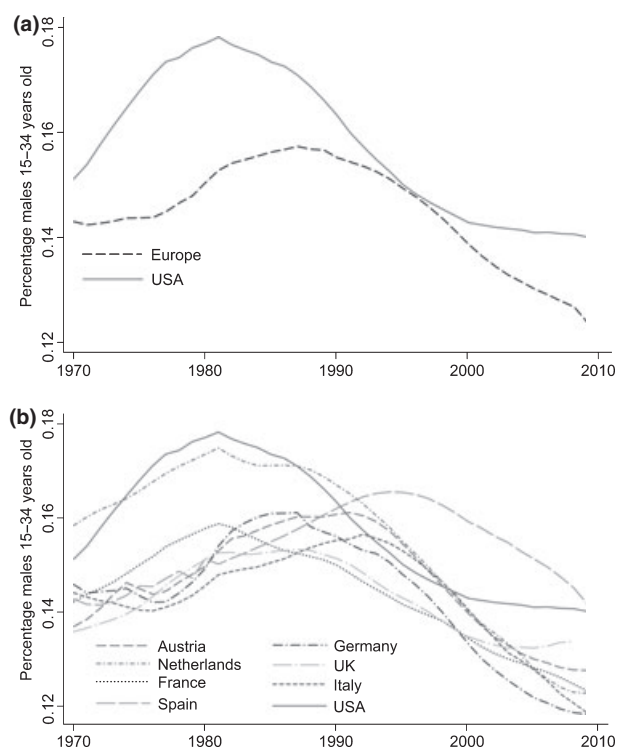 (a)
Percentage males 15–34 years old
0.18
0.16
0.14
0.12
Europe
USA
1970 1980 1990 2000 2010
(b)
Percentage males 15–34 years old
0.18
0.16
0.14
0.12
Austria
Netherlands
France
Spain
Germany
UK
Italy
USA
1970 1980 1990 2000 2010